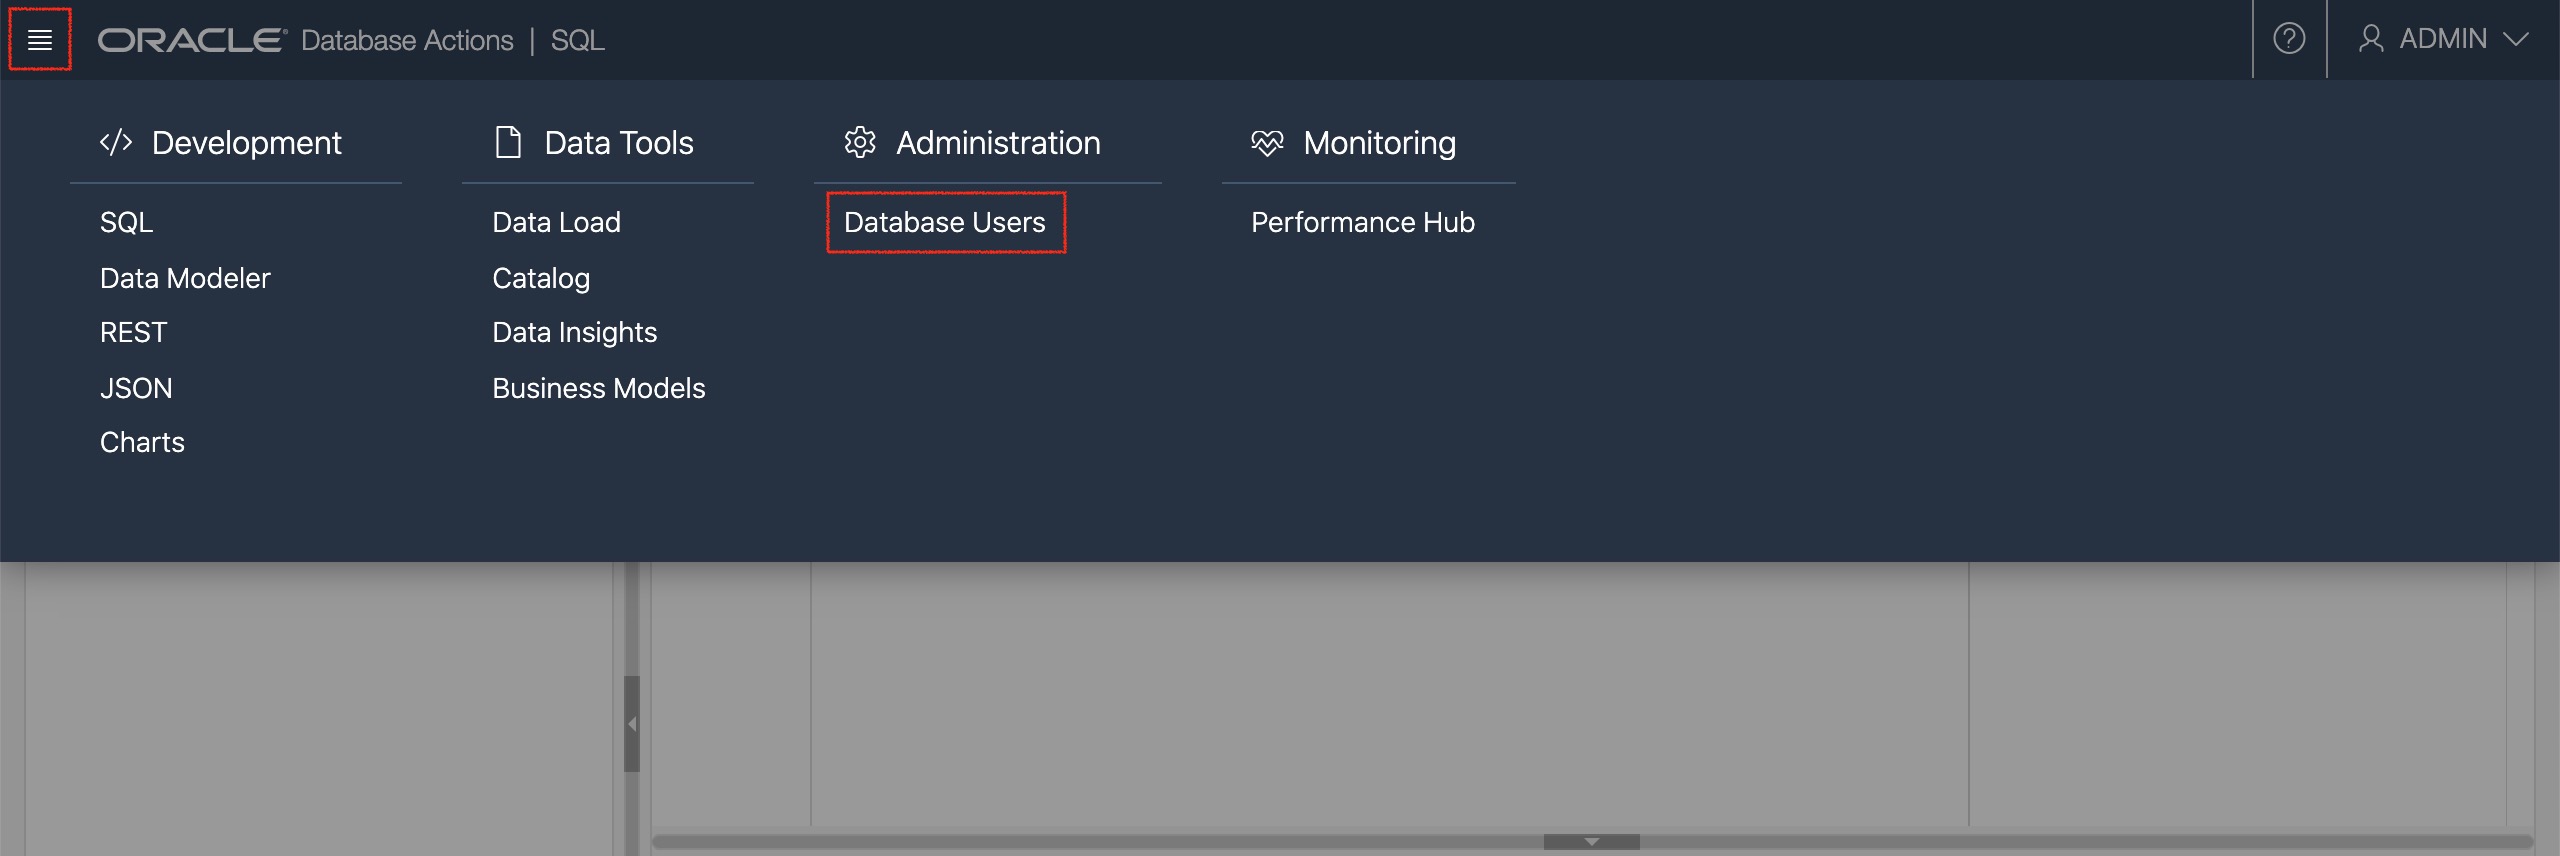 ORACLE Database Actions | SQL
ADMIN
Development
SQL
Data Modeler
REST
JSON
Charts
Data Tools
Data Load
Catalog
Data Insights
Business Models
Administration
Database Users
Monitoring
Performance Hub